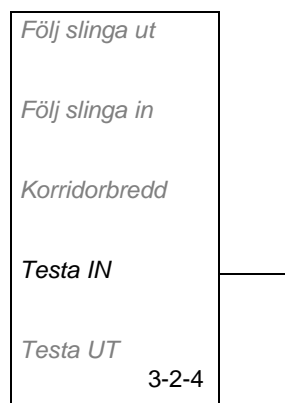 Följ slinga ut
Följ slinga in
Korridorbredd
Testa IN
Testa UT
3-2-4